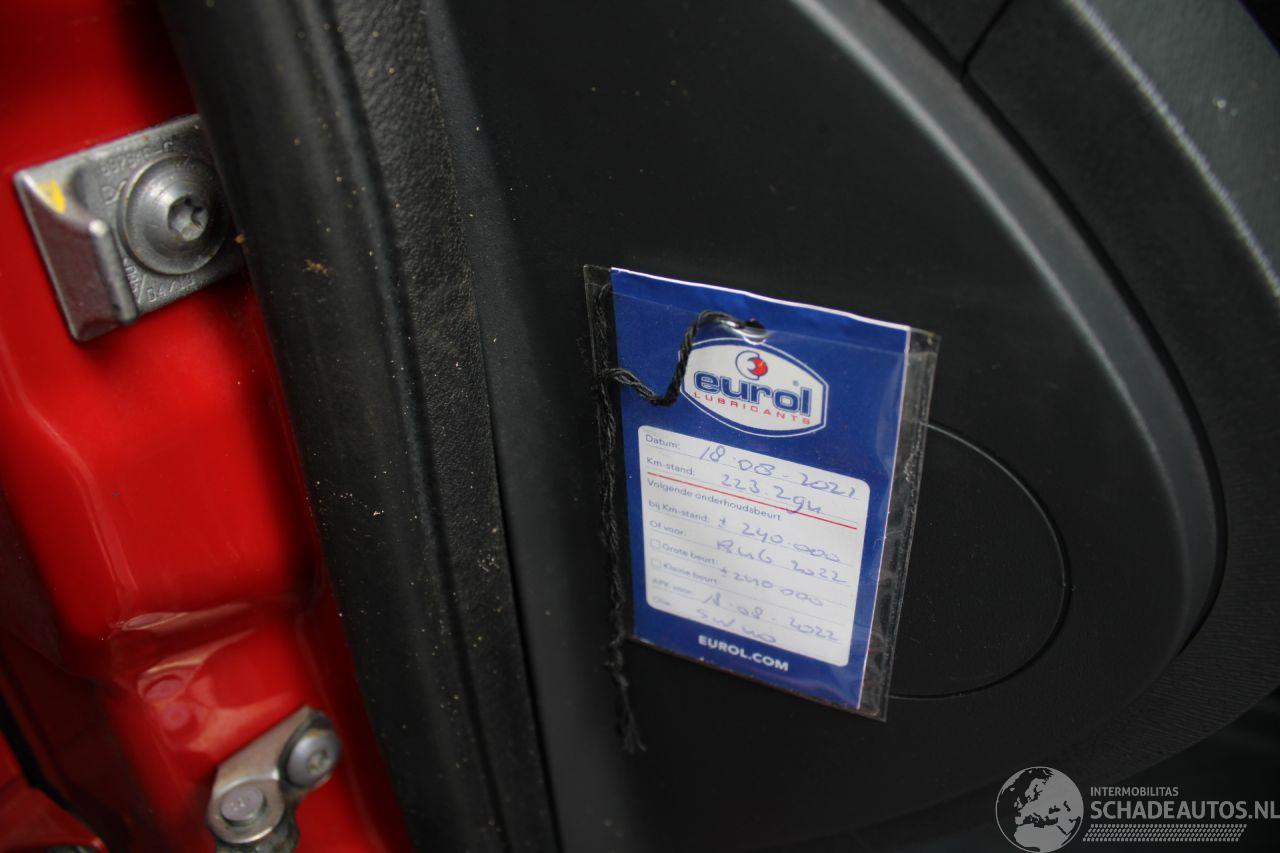 eurol®
LUBRICANTS
Datum: 18-08-2021
Km-stand: 223.294
Volgende onderhoudsbeurt
bij Km-stand: ± 240.000
Of voor: Aug 2022
Grote beurt: ± 240 000
Kleine beurt:
APK voor: 18-08-2022
Olie: 5W40
EUROL.COM
INTERMOBILITAS
SCHADEAUTOS.NL